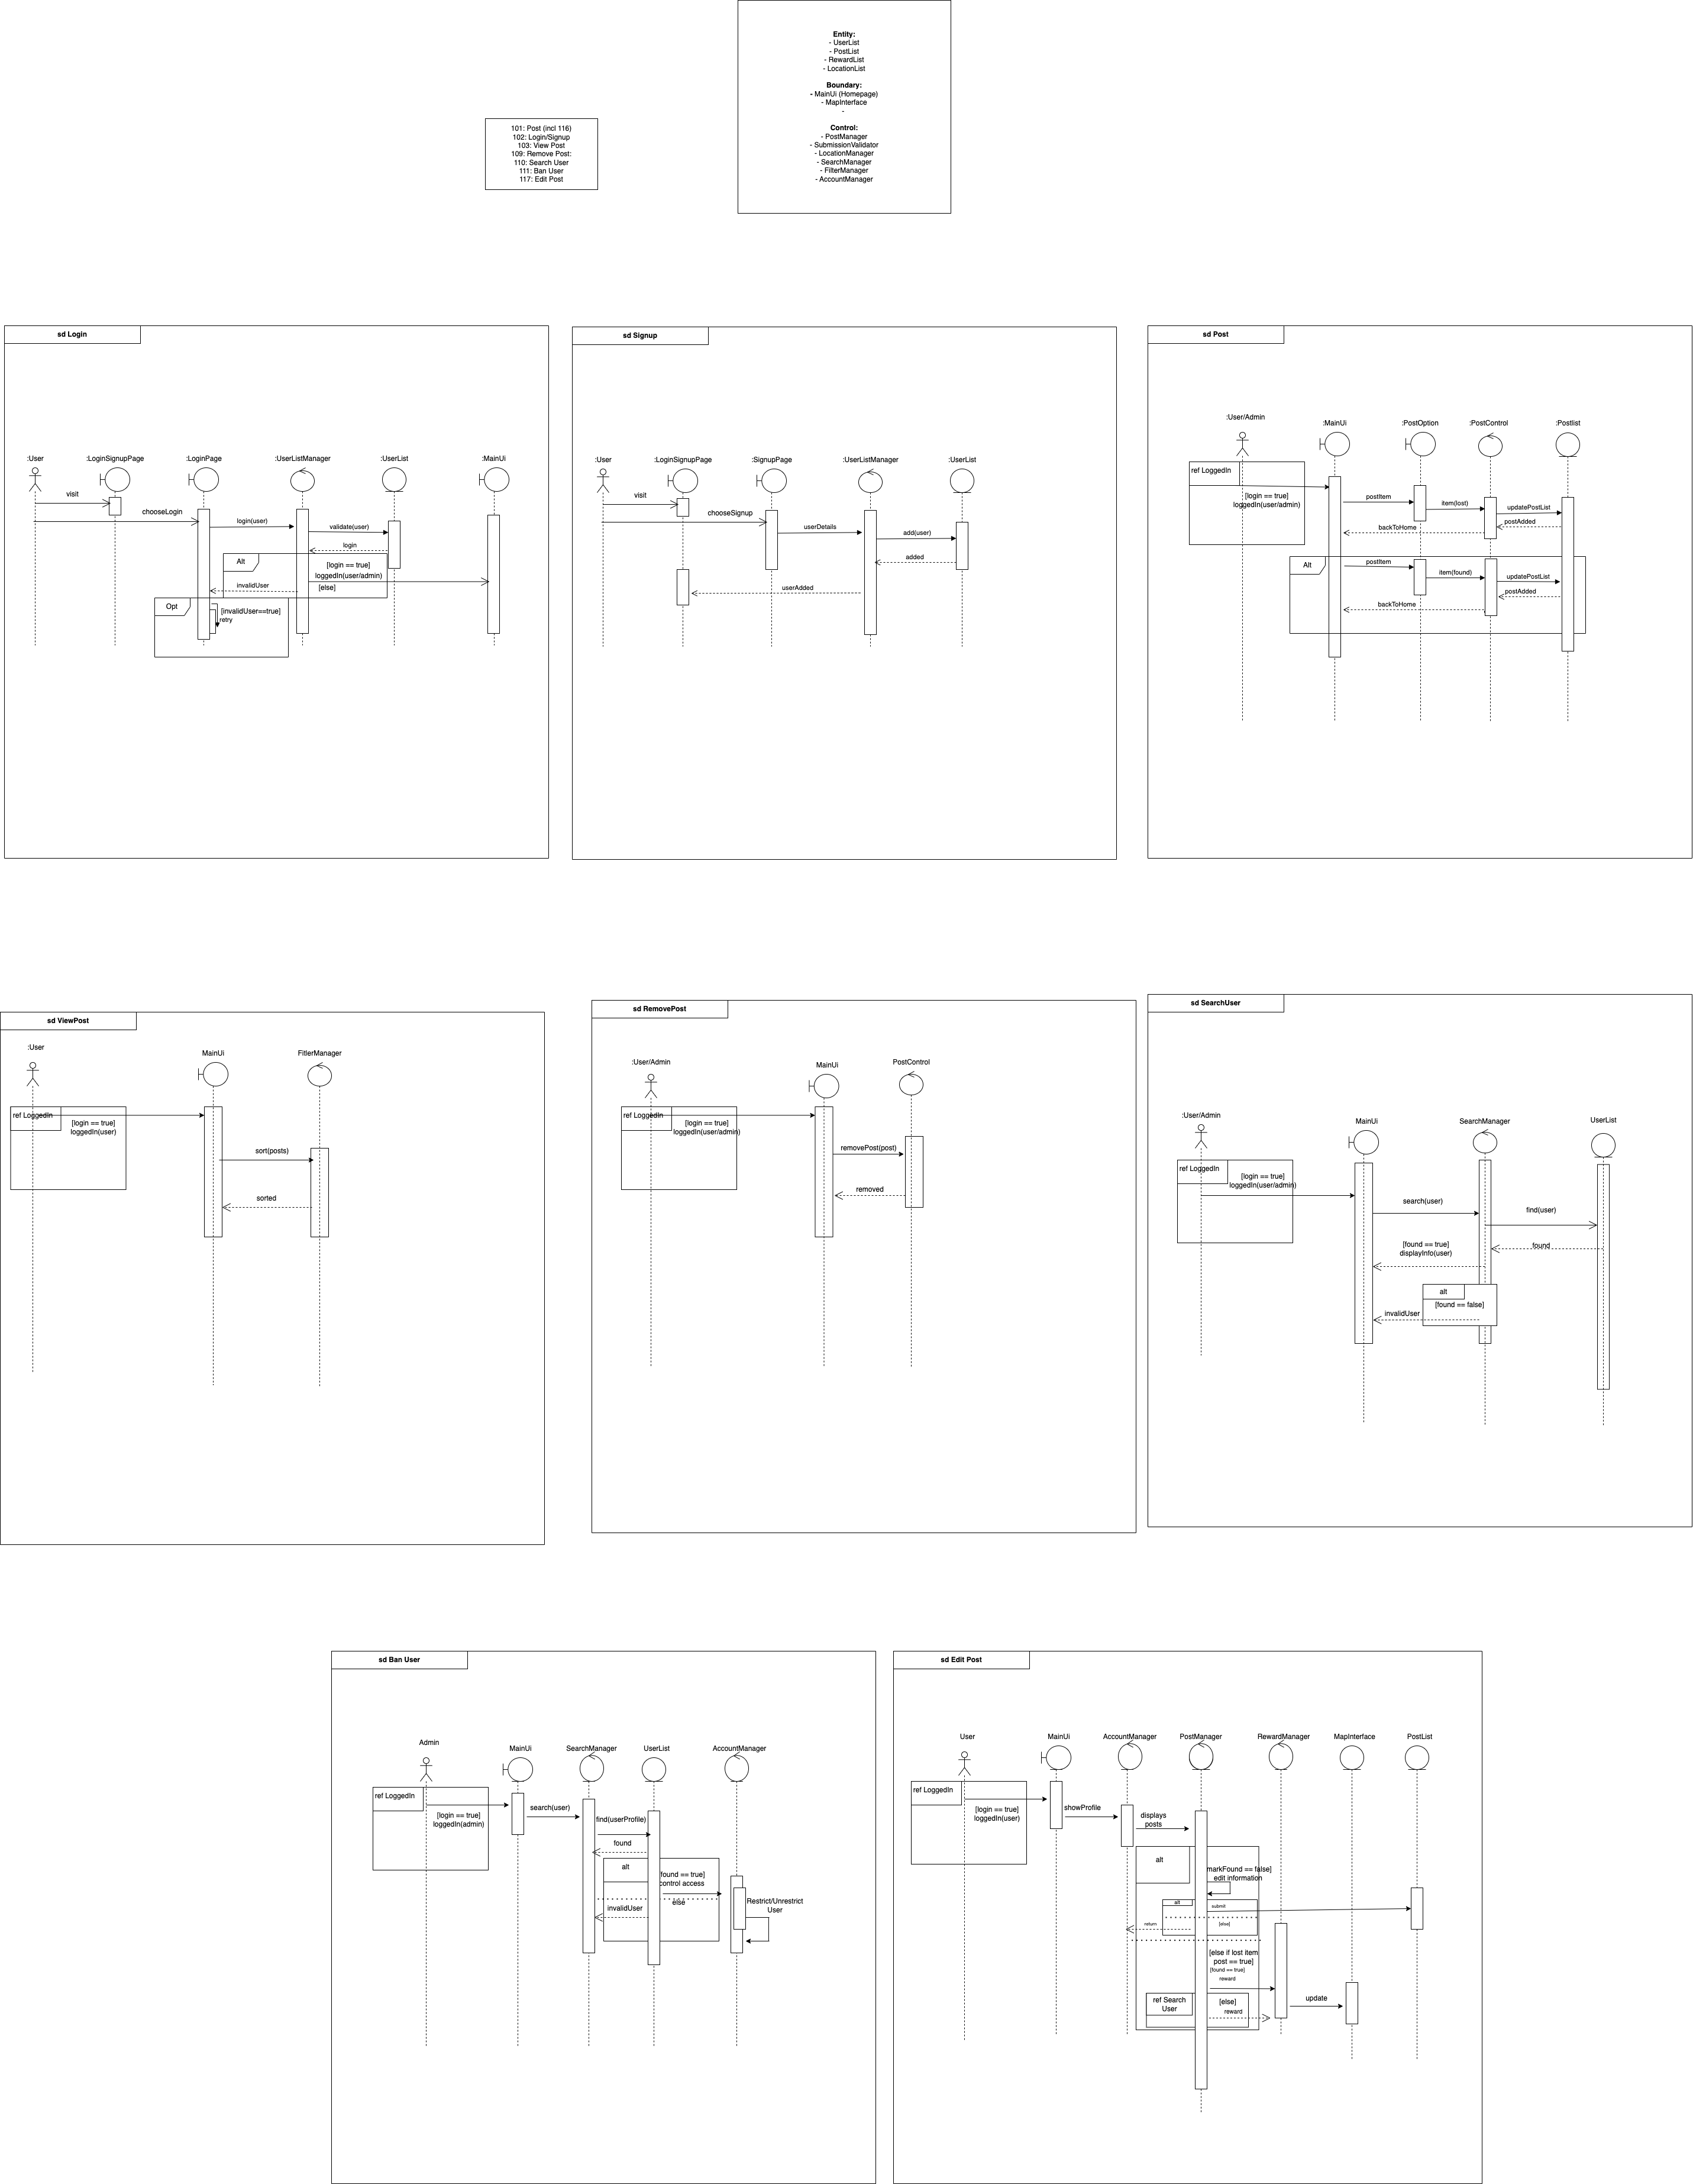 Entity:
- UserList
- PostList
- RewardList
- LocationList
Boundary:
- MainUi (Homepage)
- MapInterface
-
Control:
- PostManager
- SubmissionValidator
- LocationManager
- SearchManager
- FilterManager
- AccountManager
101: Post (incl 116)
102: Login/Signup
103: View Post
109: Remove Post:
110: Search User
111: Ban User
117: Edit Post
sd Login
:User
:LoginSignupPage
:LoginPage
:UserListManager
:UserList
:MainUi
visit
chooseLogin
login(user)
validate(user)
login
Alt
[login == true]
loggedIn(user/admin)
invalidUser
[else]
Opt
[invalidUser==true]
retry
sd Signup
:User
:LoginSignupPage
:SignupPage
:UserListManager
:UserList
visit
chooseSignup
userDetails
add(user)
added
userAdded
sd Post
:User/Admin
:MainUi
:PostOption
:PostControl
:Postlist
ref LoggedIn
[login == true]
loggedin(user/admin)
postItem
item(lost)
updatePostList
postAdded
backToHome
Alt
postItem
item(found)
updatePostList
postAdded
backToHome
sd ViewPost
:User
MainUi
FitlerManager
ref LoggedIn
[login == true]
loggedIn(user)
sort(posts)
sorted
sd RemovePost
:User/Admin
MainUi
PostControl
ref LoggedIn
[login == true]
loggedIn(user/admin)
removePost(post)
removed
sd SearchUser
:User/Admin
MainUi
SearchManager
UserList
ref LoggedIn
[login == true]
loggedIn(user/admin)
search(user)
find(user)
[found == true]
displayInfo(user)
found
alt
[found == false]
invalidUser
sd Ban User
Admin
MainUi
SearchManager
UserList
AccountManager
ref LoggedIn
[login == true]
loggedIn(admin)
search(user)
find(userProfile)
found
alt
found == true]
control access
else
invalidUser
Restrict/Unrestrict
User
sd Edit Post
User
MainUi
AccountManager
PostManager
RewardManager
MapInterface
PostList
ref LoggedIn
[login == true]
loggedIn(user)
showProfile
displays
posts
alt
markFound == false]
edit information
alt
submit
return
[else]
[else if lost item
post == true]
[found == true]
reward
ref Search
User
[else]
reward
update